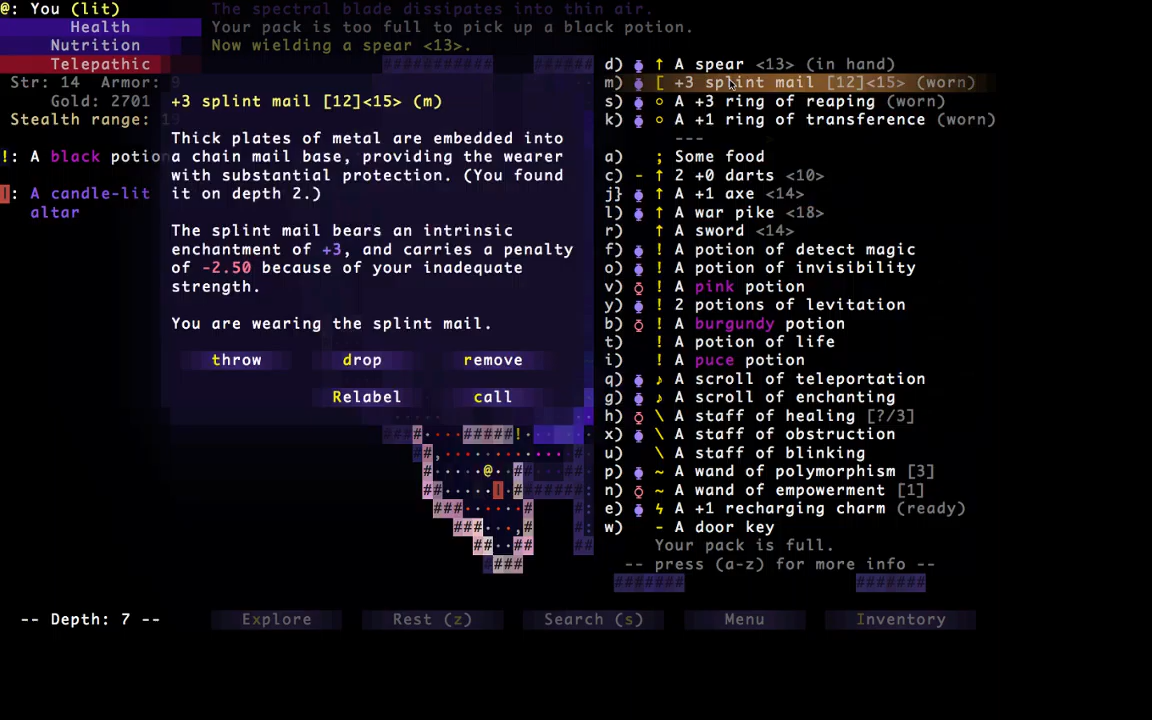 @: You (lit)
Health
Nutrition
Telepathic
Str: 14 Armor: 9
Gold: 2701
Stealth range:
!: A black potion
: A candle-lit
altar
The spectral blade dissipates into thin air.
Your pack is too full to pick up a black potion.
Now wielding a spear <13>.
+3 splint mail [12]<15> (m)
Thick plates of metal are embedded into
a chain mail base, providing the wearer
with substantial protection. (You found
it on depth 2.)
The splint mail bears an intrinsic
enchantment of +3, and carries a penalty
of -2.50 because of your inadequate
strength.
You are wearing the splint mail.
throw drop remove
Relabel call
d) ↑ A spear <13> (in hand)
m) [ +3 splint mail [12]<15> (worn)
s) ○ A +3 ring of reaping (worn)
k) ○ A +1 ring of transference (worn)
---
a) ; Some food
c) - ↑ 2 +0 darts <10>
j} ↑ A +1 axe <14>
l) ↑ A war pike <18>
r) ↑ A sword <14>
f) ! A potion of detect magic
o) ! A potion of invisibility
v) ! A pink potion
y) ! 2 potions of levitation
b) ! A burgundy potion
t) ! A potion of life
i) ! A puce potion
q) ♪ A scroll of teleportation
g) ♪ A scroll of enchanting
h) \ A staff of healing [?/3]
x) \ A staff of obstruction
u) \ A staff of blinking
p) ~ A wand of polymorphism [3]
n) ~ A wand of empowerment [1]
e) ϟ A +1 recharging charm (ready)
w) - A door key
Your pack is full.
-- press (a-z) for more info --
-- Depth: 7 -- Explore Rest (z) Search (s) Menu Inventory